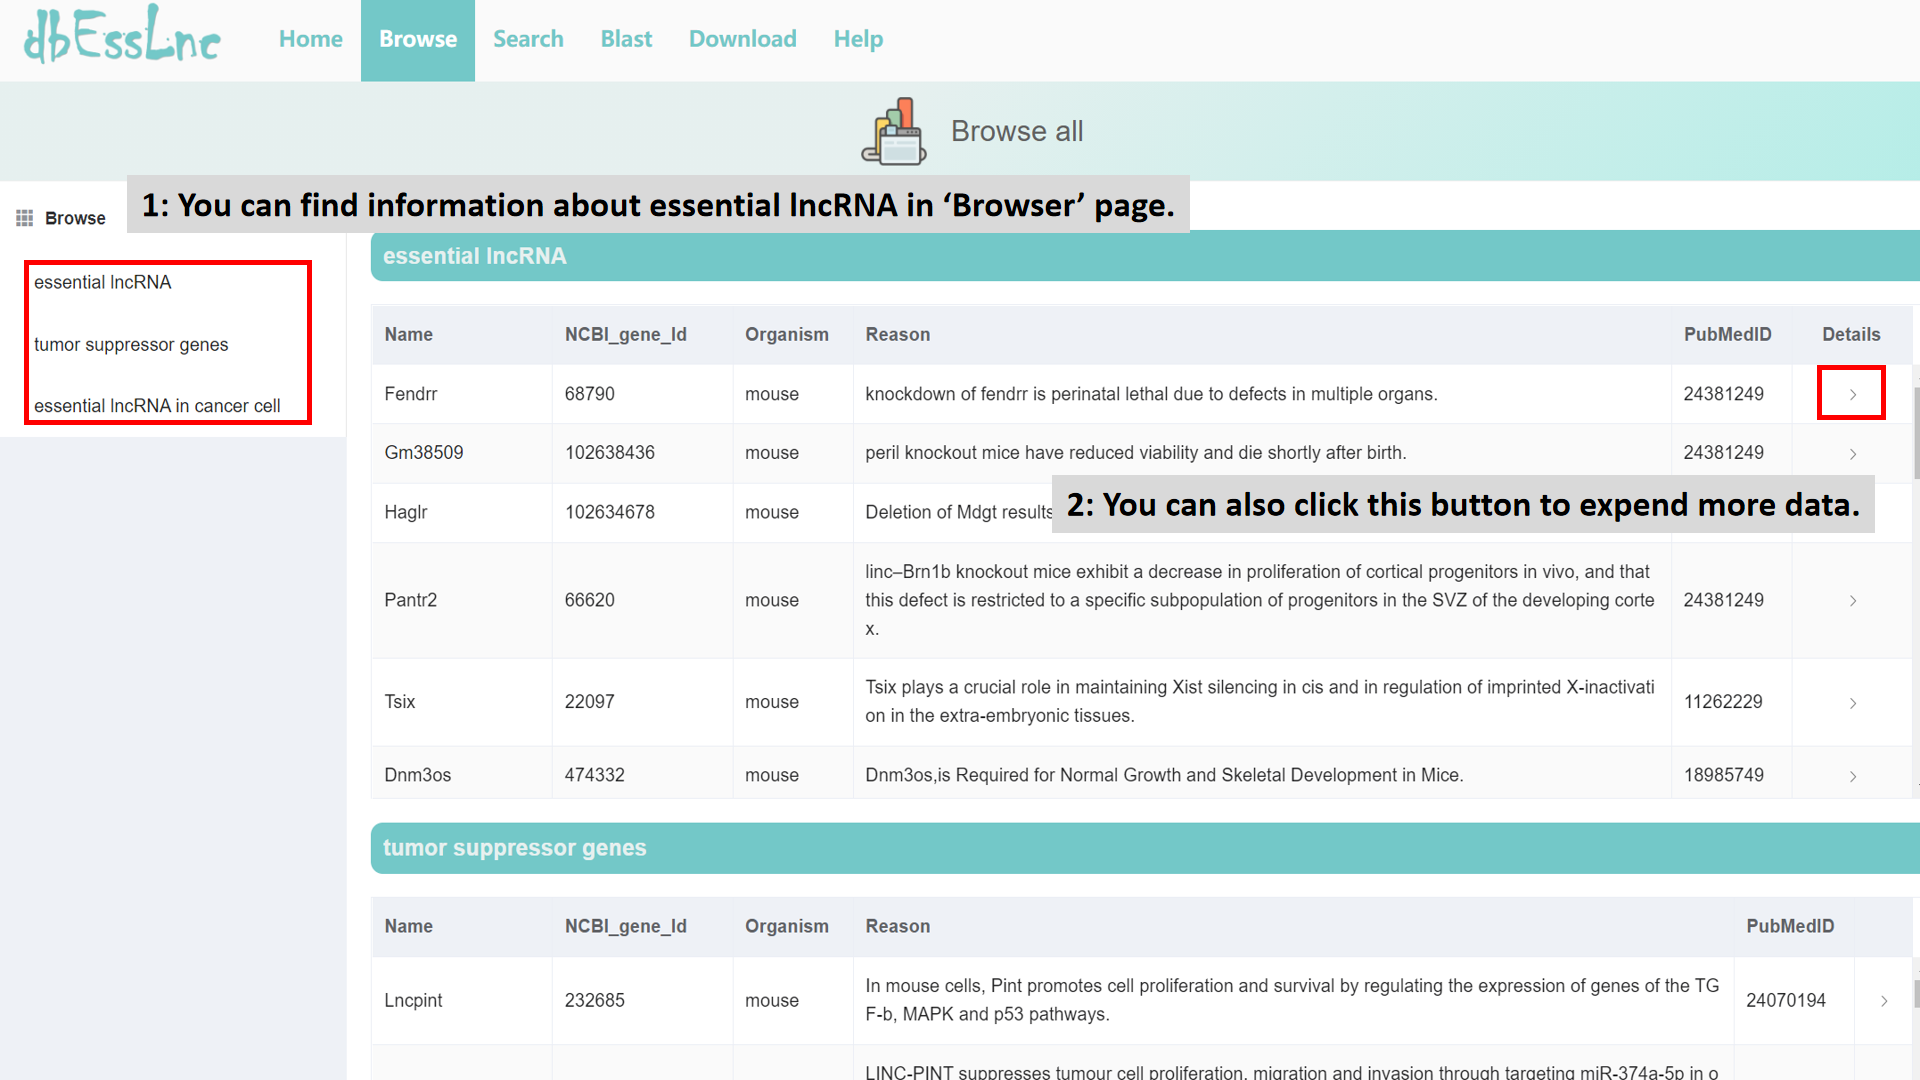 dbEssLnc
Home Browse Search Blast Download Help
Browse all
1: You can find information about essential lncRNA in ‘Browser’ page.
Browse
essential lncRNA
tumor suppressor genes
essential lncRNA in cancer cell
essential lncRNA
Name NCBI_gene_Id Organism Reason PubMedID Details
Fendrr 68790 mouse knockdown of fendrr is perinatal lethal due to defects in multiple organs. 24381249
Gm38509 102638436 mouse peril knockout mice have reduced viability and die shortly after birth. 24381249
2: You can also click this button to expend more data.
Haglr 102634678 mouse Deletion of Mdgt results
linc–Brn1b knockout mice exhibit a decrease in proliferation of cortical progenitors in vivo, and that
Pantr2 66620 mouse this defect is restricted to a specific subpopulation of progenitors in the SVZ of the developing corte 24381249
x.
Tsix plays a crucial role in maintaining Xist silencing in cis and in regulation of imprinted X-inactivati
Tsix 22097 mouse on in the extra-embryonic tissues. 11262229
Dnm3os 474332 mouse Dnm3os,is Required for Normal Growth and Skeletal Development in Mice. 18985749
tumor suppressor genes
Name NCBI_gene_Id Organism Reason PubMedID
In mouse cells, Pint promotes cell proliferation and survival by regulating the expression of genes of the TG
Lncpint 232685 mouse F-b, MAPK and p53 pathways. 24070194
LINC-PINT suppresses tumour cell proliferation, migration and invasion through targeting miR-374a-5p in o